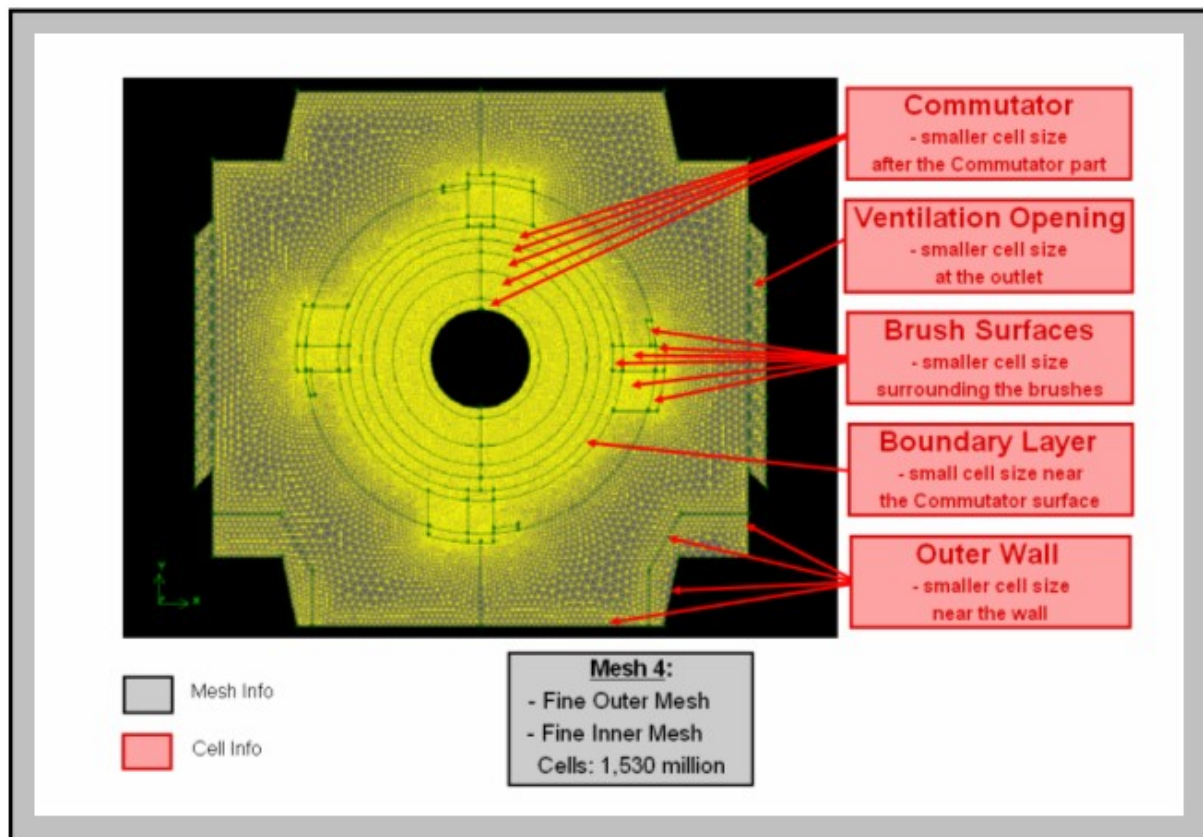 Commutator
- smaller cell size
after the Commutator part
Ventilation Opening
- smaller cell size
at the outlet
Brush Surfaces
- smaller cell size
surrounding the brushes
Boundary Layer
- small cell size near
the Commutator surface
Outer Wall
- smaller cell size
near the wall
Y
X
Mesh Info
Cell Info
Mesh 4:
- Fine Outer Mesh
- Fine Inner Mesh
Cells: 1,530 million